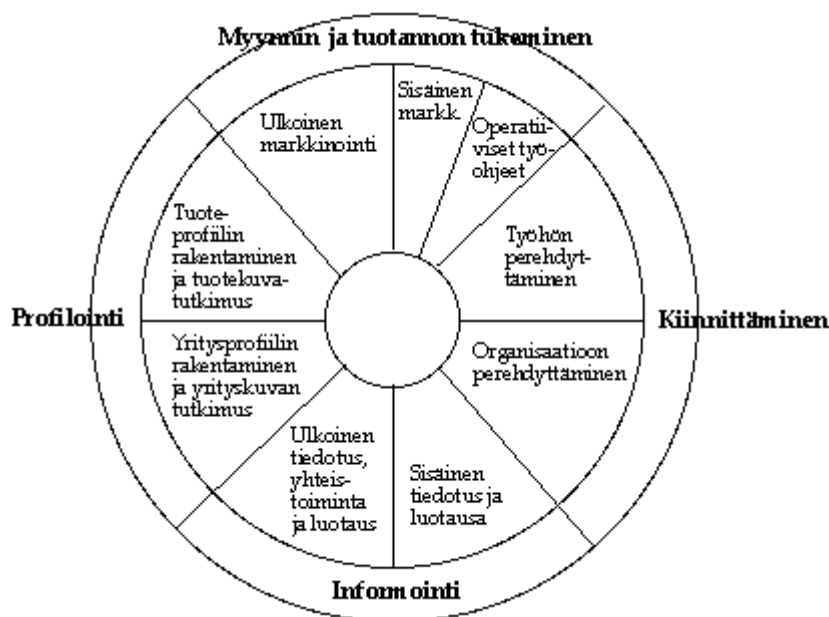 Myynnin ja tuotannon tukeminen
Sisäinen
markk.
Operatii-
viset työ-
ohjeet
Ulkoinen
markkinointi
Työhön
perehdyt-
täminen
Tuote-
profiilin
rakentaminen
ja tuotekuva-
tutkimus
Profilointi
Kiinnittäminen
Yritysprofiilin
rakentaminen
ja yrityskuvan
tutkimus
Organisaatioon
perehdyttäminen
Ulkoinen
tiedotus,
yhteis-
toiminta
ja luotaus
Sisäinen
tiedotus ja
luotausa
Informointi